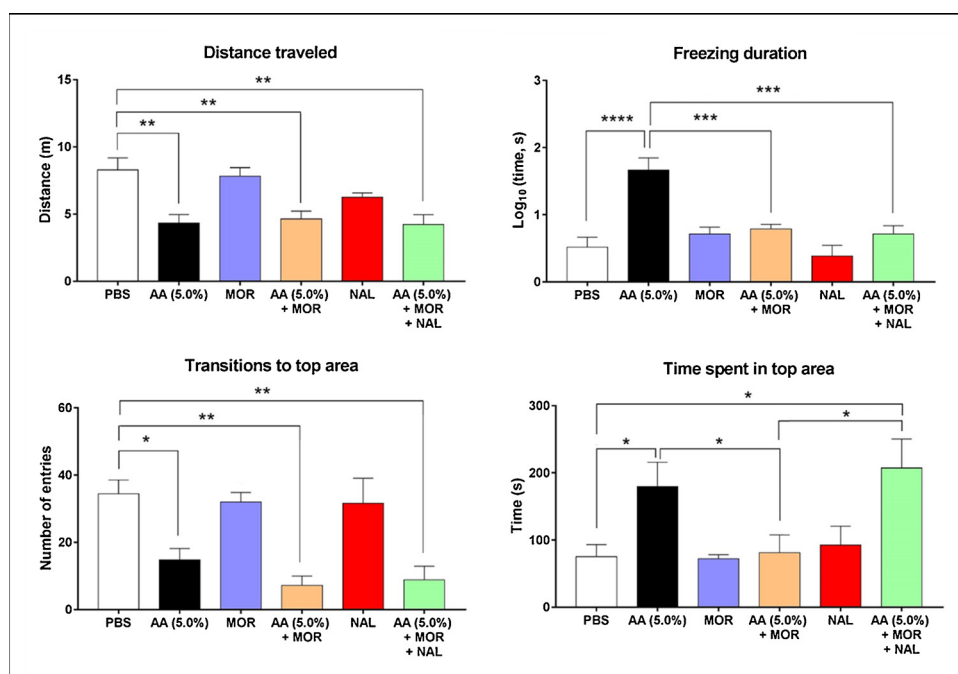 Distance traveled
Distance (m)
15
10
5
0
**
**
**
PBS AA (5.0%) MOR AA (5.0%) NAL AA (5.0%)
+ MOR + MOR
+ NAL
Freezing duration
Log10 (time, s)
3
2
1
0
****
***
***
PBS AA (5.0%) MOR AA (5.0%) NAL AA (5.0%)
+ MOR + MOR
+ NAL
Transitions to top area
Number of entries
60
40
20
0
**
**
*
PBS AA (5.0%) MOR AA (5.0%) NAL AA (5.0%)
+ MOR + MOR
+ NAL
Time spent in top area
Time (s)
300
200
100
0
*
*
*
*
PBS AA (5.0%) MOR AA (5.0%) NAL AA (5.0%)
+ MOR + MOR
+ NAL